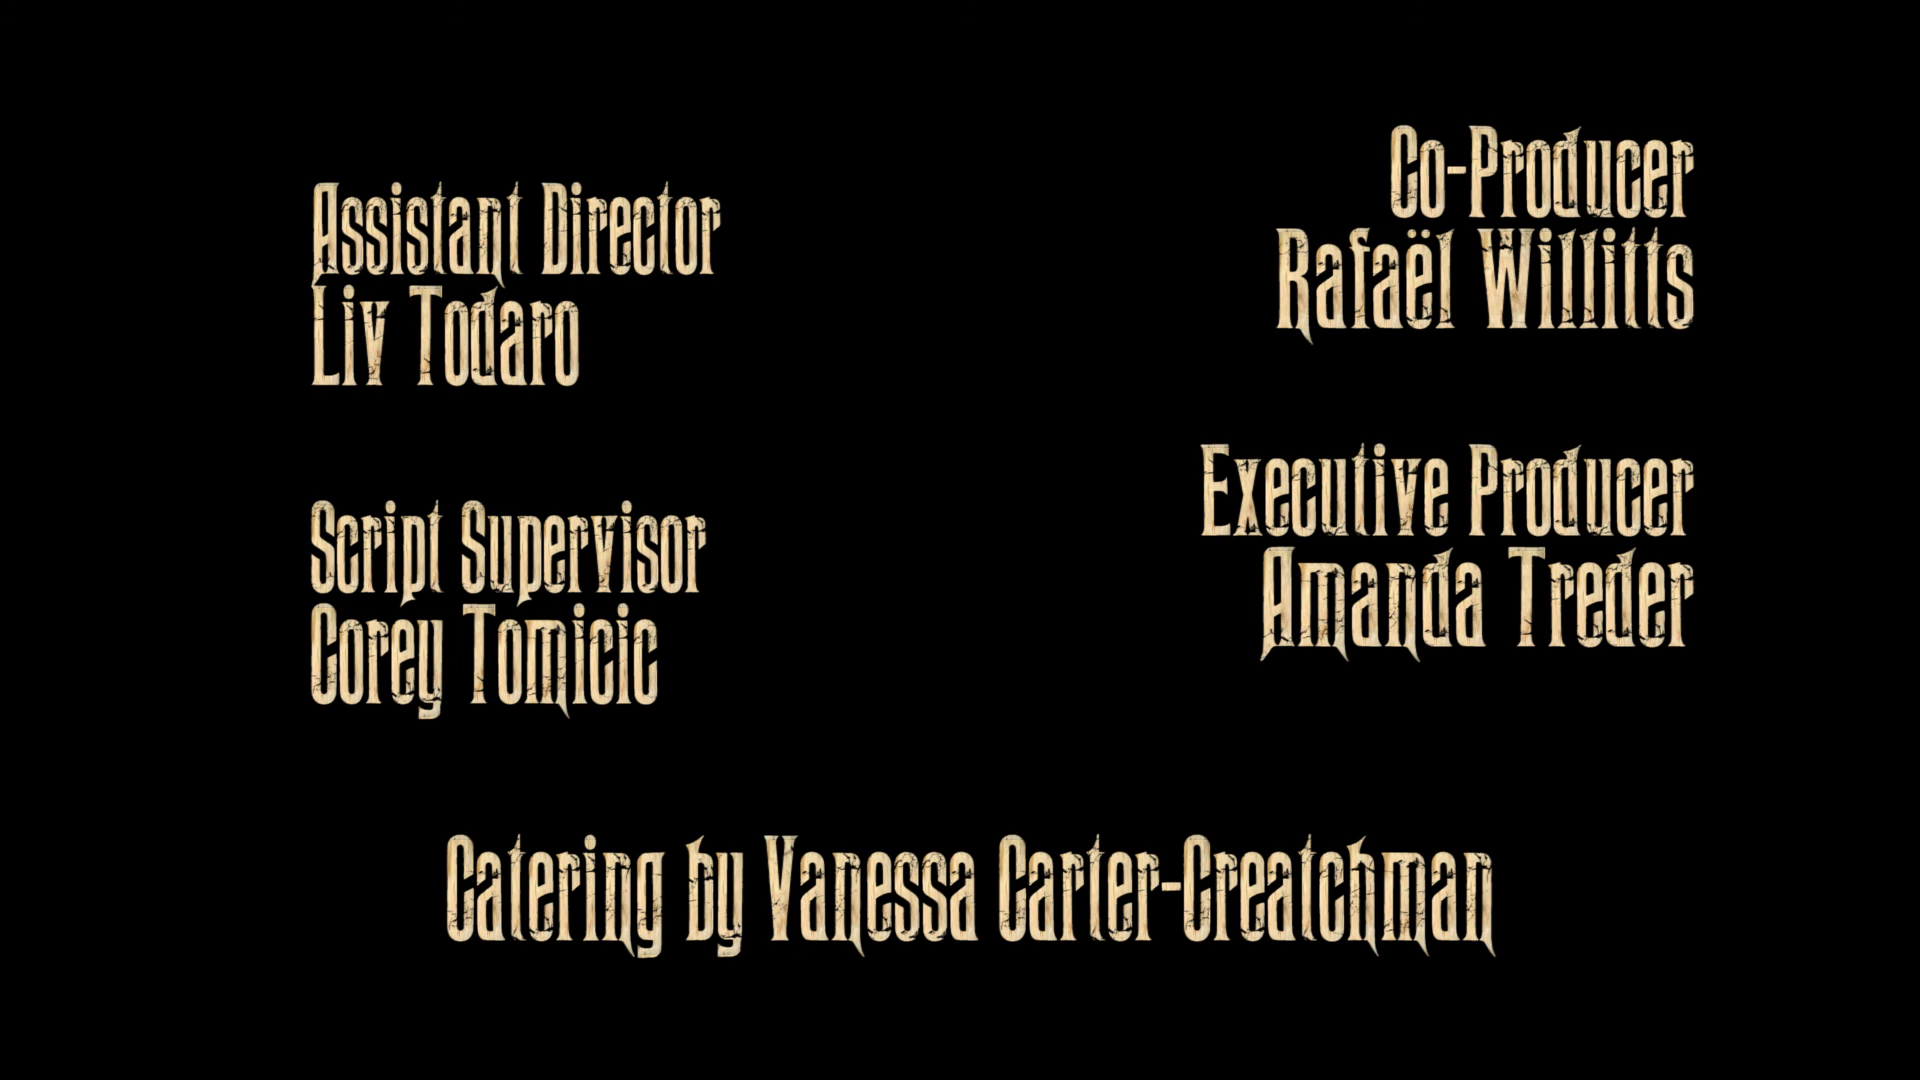 Assistant Director
Liv Todaro
Script Supervisor
Corey Tomicic
Co-Producer
Rafaël Willitts
Executive Producer
Amanda Treder
Catering by Vanessa Carter-Creatchman